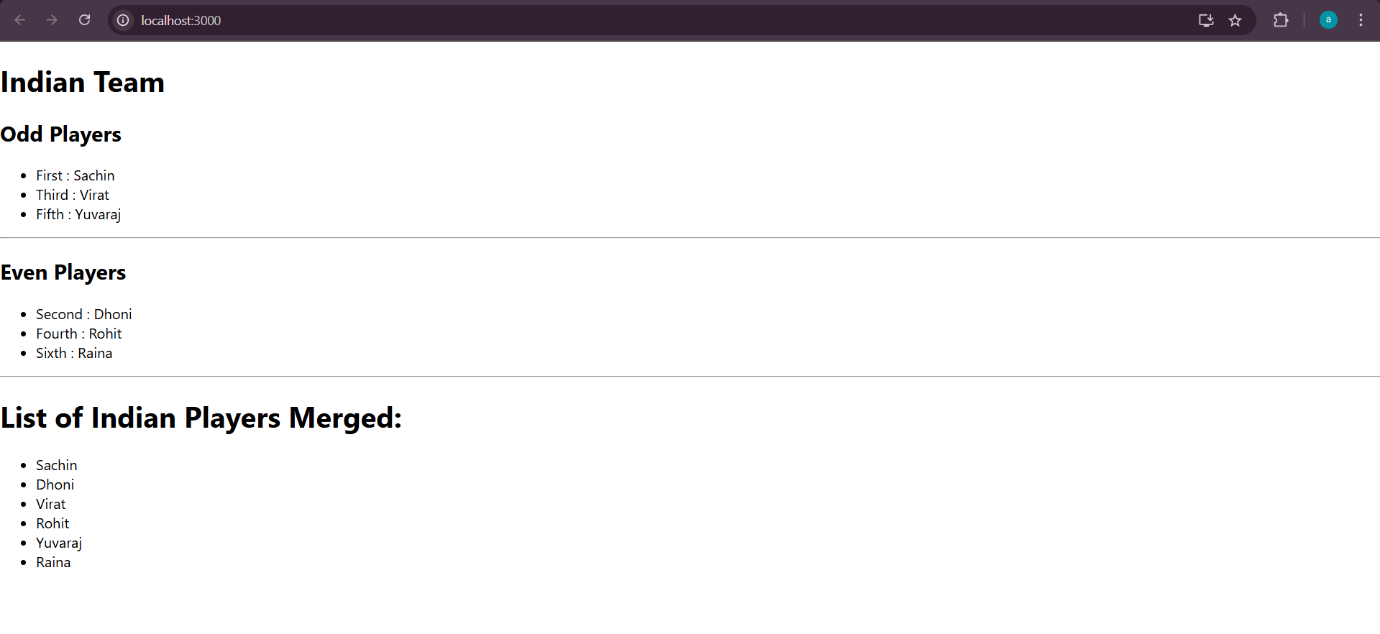 localhost:3000
a
Indian Team
Odd Players
First : Sachin
Third : Virat
Fifth : Yuvaraj
Even Players
Second : Dhoni
Fourth : Rohit
Sixth : Raina
List of Indian Players Merged:
Sachin
Dhoni
Virat
Rohit
Yuvaraj
Raina